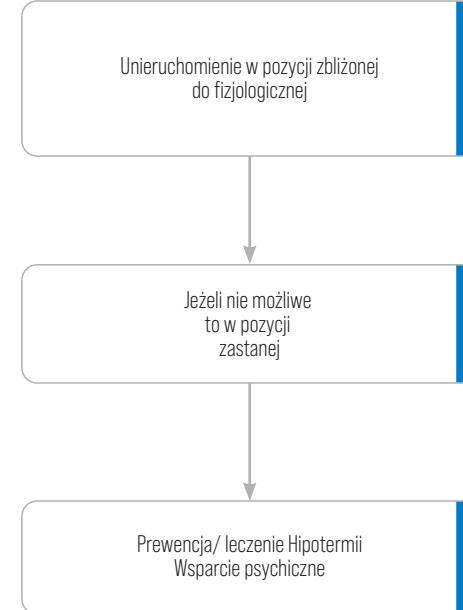 Unieruchomienie w pozycji zbliżonej
do fizjologicznej
Jeżeli nie możliwe
to w pozycji
zastanej
Prewencja/ leczenie Hipotermii
Wsparcie psychiczne